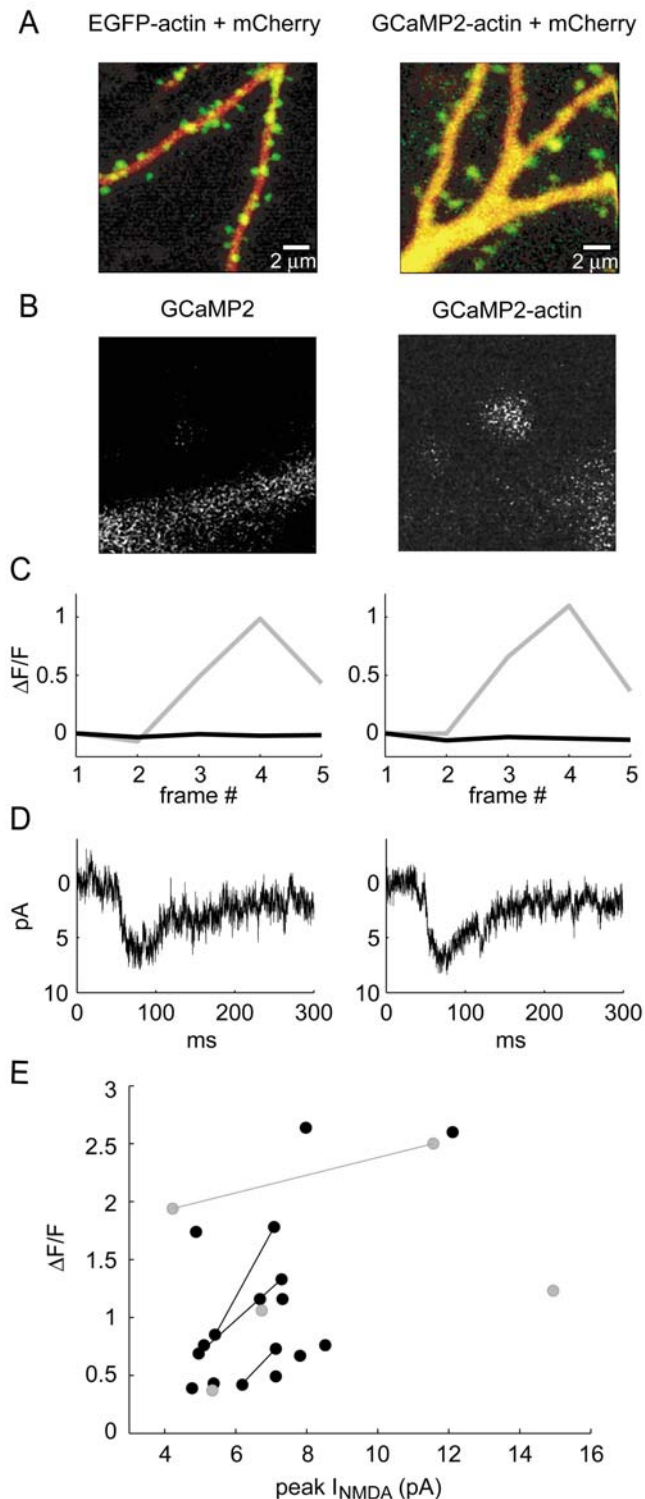 A
EGFP-actin + mCherry
GCaMP2-actin + mCherry
2 μm
2 μm
B
GCaMP2
GCaMP2-actin
C
1
0.5
0
ΔF/F
1 2 3 4 5
frame #
1
0.5
0
1 2 3 4 5
frame #
D
0
5
10
pA
0 100 200 300
ms
0
5
10
0 100 200 300
ms
E
3
2.5
2
1.5
1
0.5
0
ΔF/F
4 6 8 10 12 14 16
peak I_NMDA (pA)